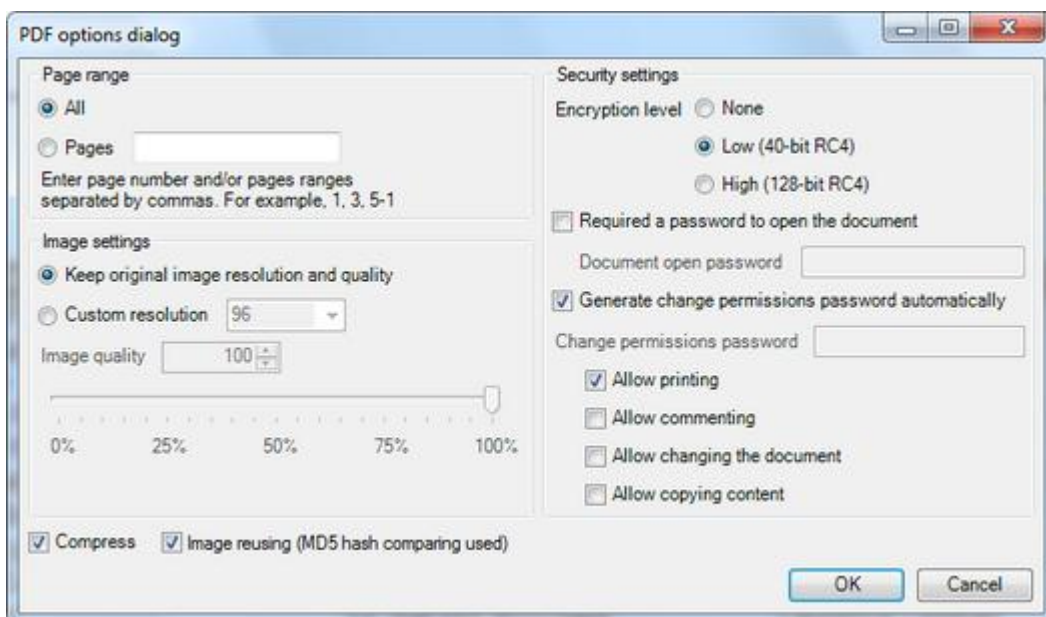 PDF options dialog
Page range
All
Pages
Enter page number and/or pages ranges
separated by commas. For example, 1, 3, 5-1
Image settings
Keep original image resolution and quality
Custom resolution 96
Image quality 100
0% 25% 50% 75% 100%
Compress Image reusing (MD5 hash comparing used)
Security settings
Encryption level None
Low (40-bit RC4)
High (128-bit RC4)
Required a password to open the document
Document open password
Generate change permissions password automatically
Change permissions password
Allow printing
Allow commenting
Allow changing the document
Allow copying content
OK Cancel